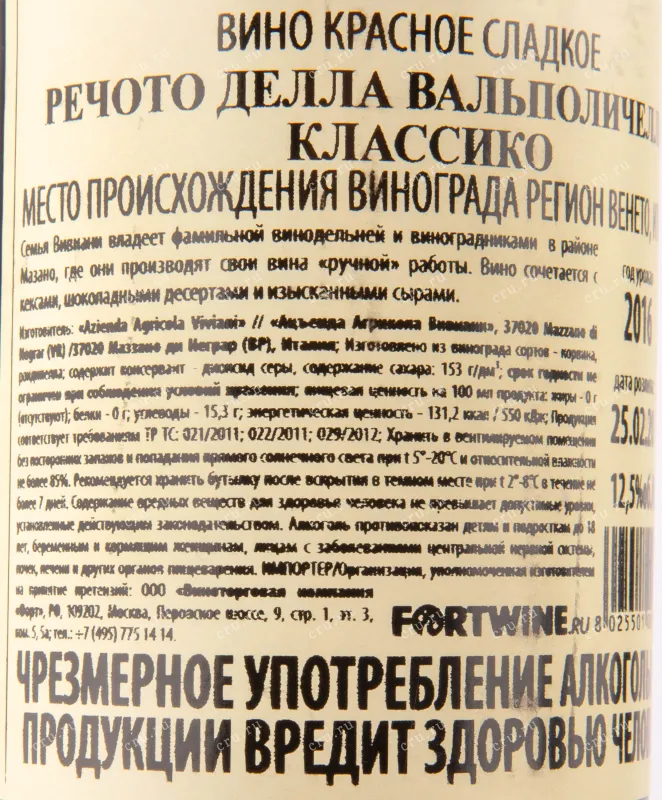 ВИНО КРАСНОЕ СЛАДКОЕ
РЕЧОТО ДЕЛЛА ВАЛЬПОЛИЧЕЛ
КЛАССИКО
МЕСТО ПРОИСХОЖДЕНИЯ ВИНОГРАДА РЕГИОН ВЕНЕТО,
Семья Вивиани владеет фамильной винодельней и виноградниками в районе
Мазано, где они производят свои вина «ручной» работы. Вино сочетается с
кексами, шоколадными десертами и изысканными сырами.
год урожа
2016
дата розли
25.02.2
12,5%об
Изготовитель: «Azienda Agricola Viviani» // «Ацъенда Агрикола Вивиани», 37020 Mazzano di
Negrar (VR) /37020 Маззано ди Неграр (ВР), Италия; Изготовлено из винограда сортов - корвина,
рондинелла; содержит консервант - диоксид серы, содержание сахара: 153 г/дм³; срок годности не
ограничен при соблюдении условий хранения; пищевая ценность на 100 мл продукта: жиры - 0 г
(отсутствуют); белки - 0 г; углеводы - 15,3 г; энергетическая ценность - 131,2 ккал / 550 кДж; Продукция
соответствует требованиям ТР ТС: 021/2011; 022/2011; 029/2012; Хранить в вентилируемом помещении
без посторонних запахов и попадания прямого солнечного света при t 5°-20°С и относительной влажности
не более 85%. Рекомендуется хранить бутылку после вскрытия в темном месте при t 2°-8°С в течение не
более 7 дней. Содержание вредных веществ для здоровья человека не превышает допустимые уровни,
установленные действующим законодательством. Алкоголь противопоказан детям и подросткам до 18
лет, беременным и кормящим женщинам, лицам с заболеваниями центральной нервной системы,
почек, печени и других органов пищеварения. ИМПОРТЕР/Организация, уполномоченная изготовителем
на принятие претензий: ООО «Виноторговая компания
«Форт», РФ, 109202, Москва, Перовское шоссе, 9, стр. 1, эт. 3,
ком. 5, 5а; тел.: +7 (495) 775 14 14.
FORTWINE.RU
8 02550
ЧРЕЗМЕРНОЕ УПОТРЕБЛЕНИЕ АЛКОГОЛЬ
ПРОДУКЦИИ ВРЕДИТ ЗДОРОВЬЮ ЧЕЛО